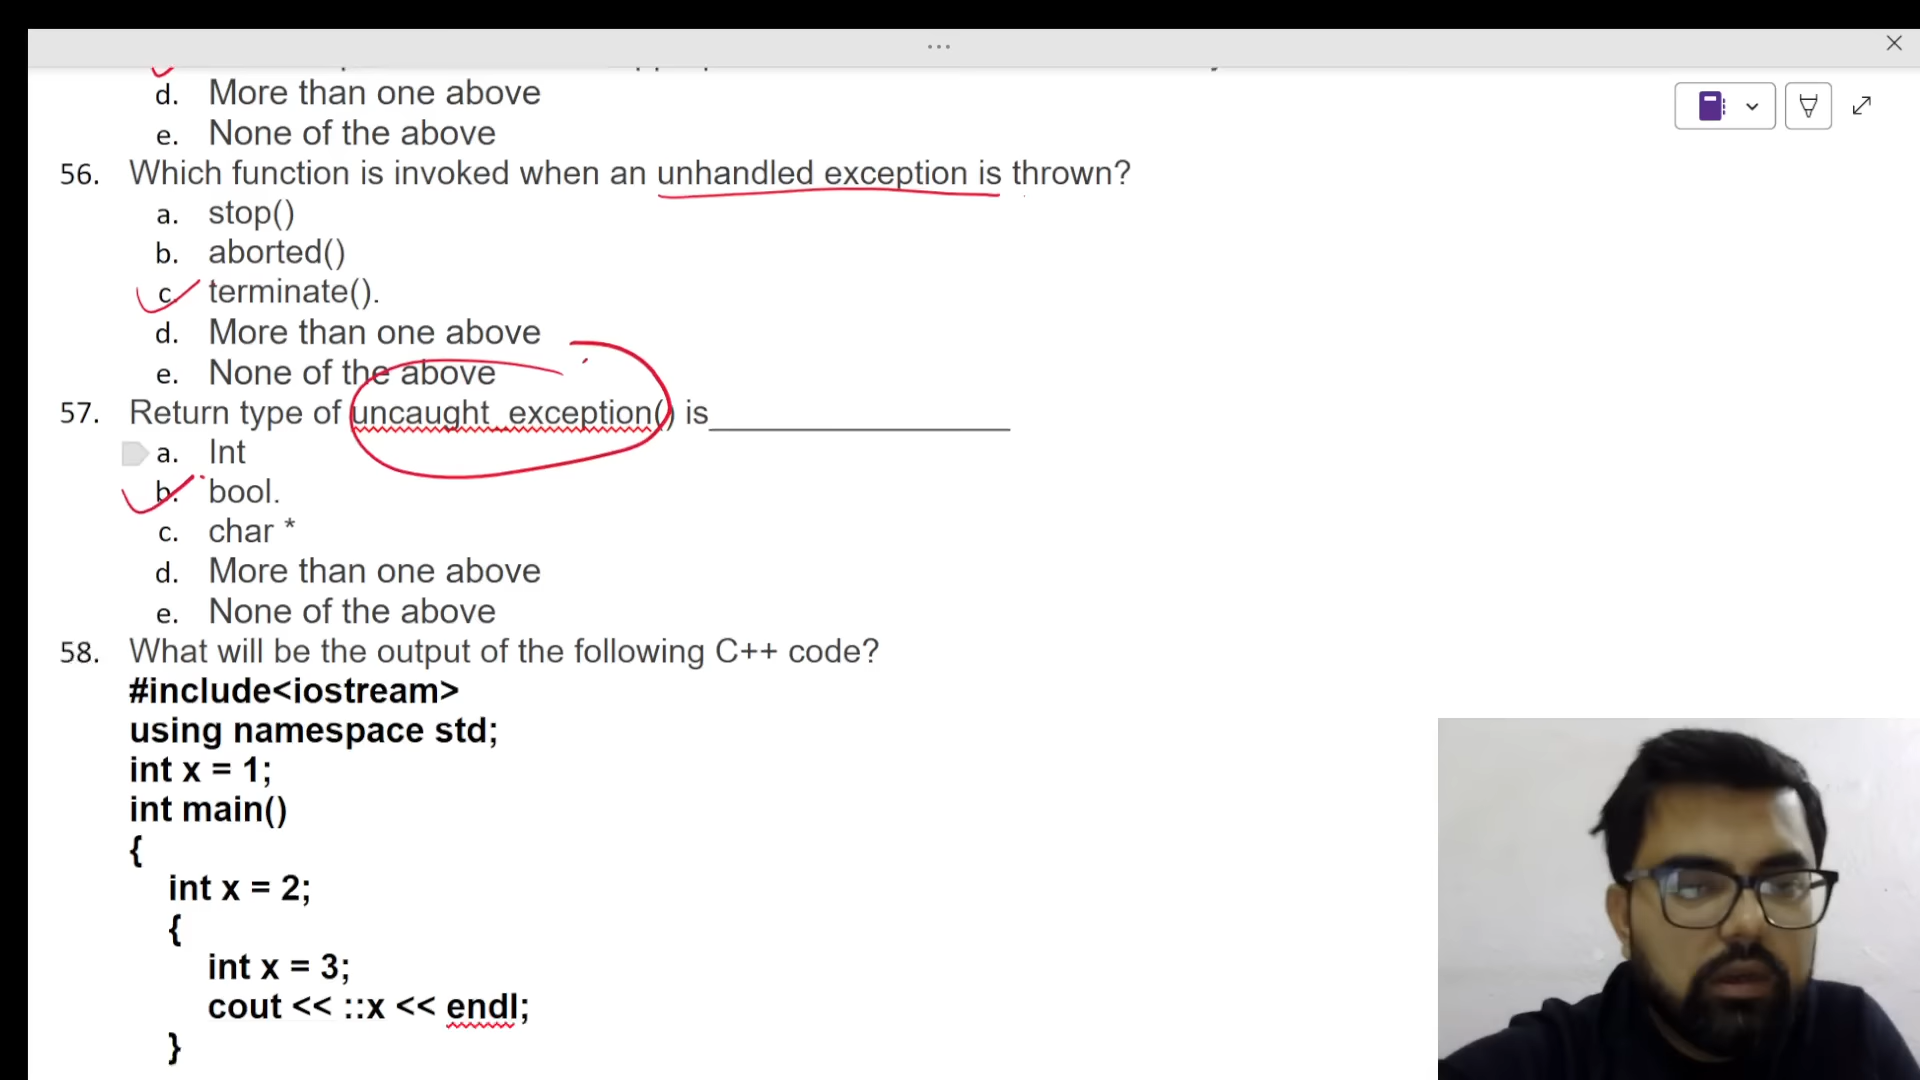 d. More than one above
e. None of the above
56. Which function is invoked when an unhandled exception is thrown?
a. stop()
b. aborted()
c. terminate().
d. More than one above
e. None of the above
57. Return type of uncaught_exception() is_________________
a. Int
b. bool.
c. char *
d. More than one above
e. None of the above
58. What will be the output of the following C++ code?
#include<iostream>
using namespace std;
int x = 1;
int main()
{
int x = 2;
{
int x = 3;
cout << ::x << endl;
}